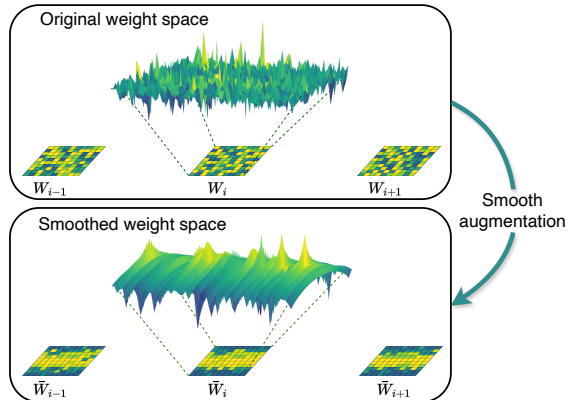 Original weight space
W_{i-1} W_i W_{i+1}
Smooth
augmentation
Smoothed weight space
W̄_{i-1} W̄_i W̄_{i+1}